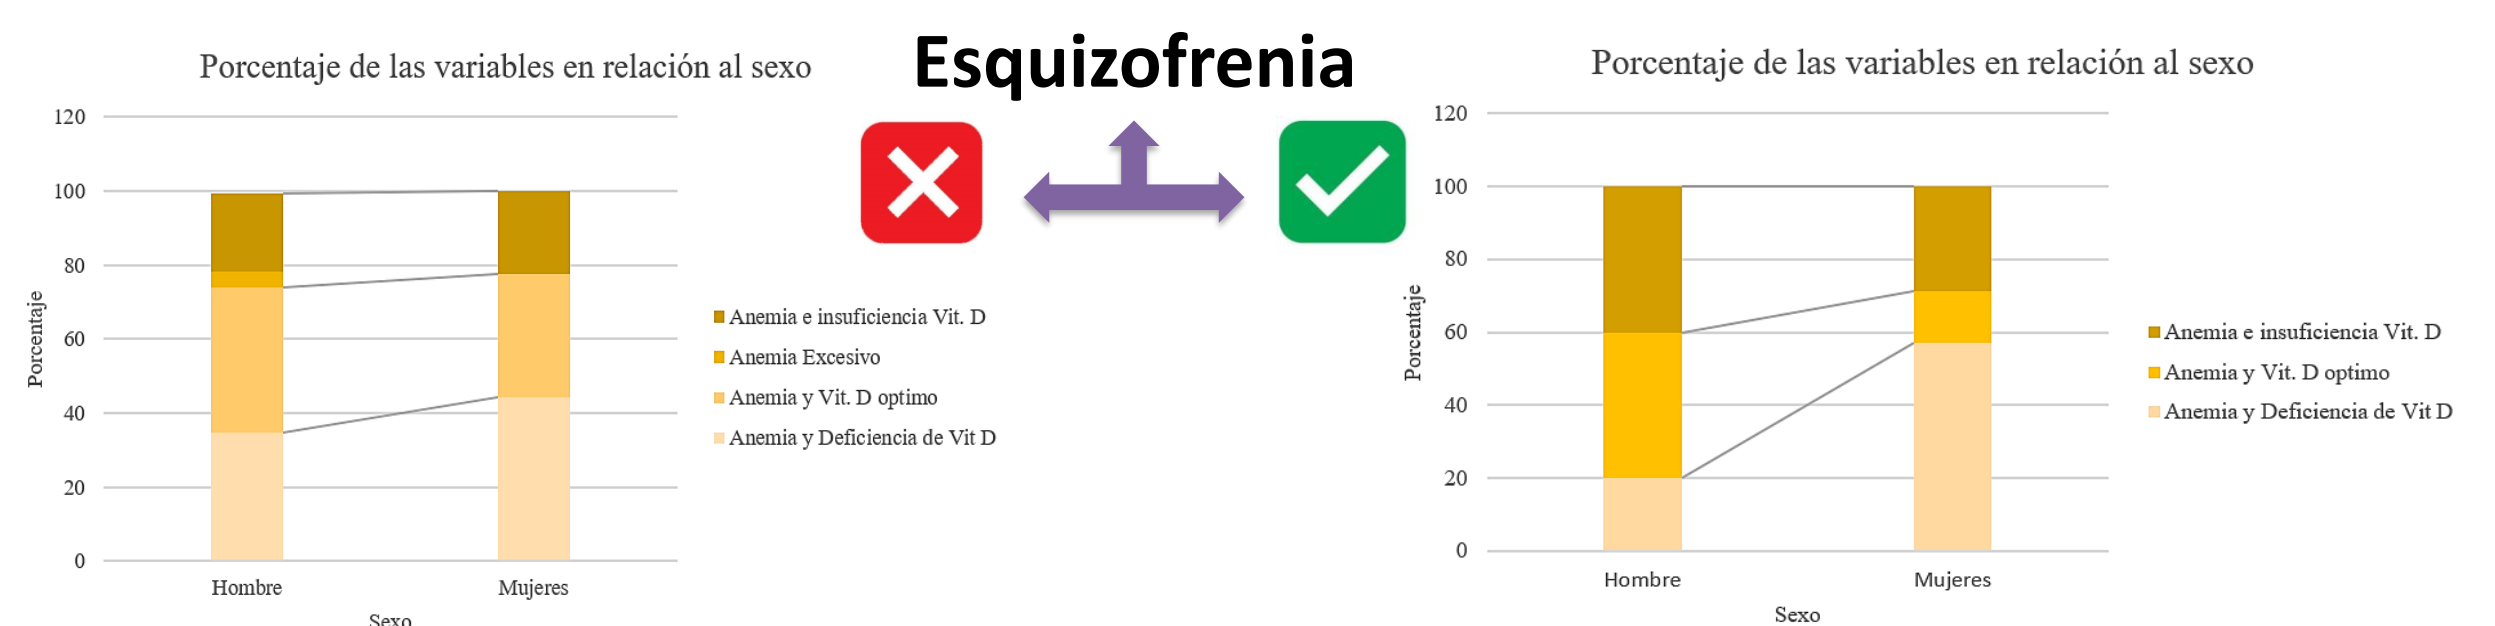 Esquizofrenia
Porcentaje de las variables en relación al sexo
120
100
80
60
40
20
0
Porcentaje
Hombre
Mujeres
Sexo
Anemia e insuficiencia Vit. D
Anemia Excesivo
Anemia y Vit. D optimo
Anemia y Deficiencia de Vit D
Porcentaje de las variables en relación al sexo
120
100
80
60
40
20
0
Porcentaje
Hombre
Mujeres
Sexo
Anemia e insuficiencia Vit. D
Anemia y Vit. D optimo
Anemia y Deficiencia de Vit D